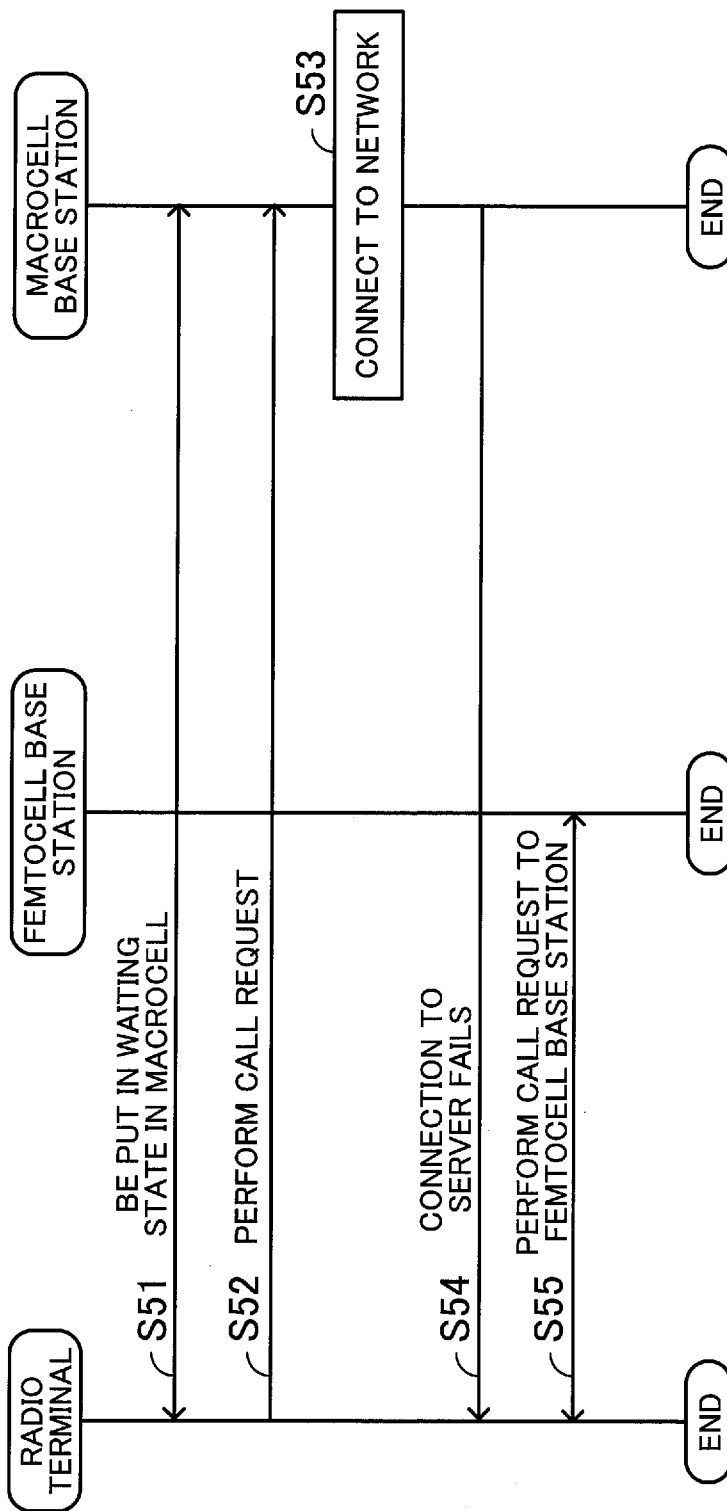 RADIO
TERMINAL
FEMTOCELL BASE
STATION
MACROCELL
BASE STATION
S51
BE PUT IN WAITING
STATE IN MACROCELL
S52
PERFORM CALL REQUEST
S53
CONNECT TO NETWORK
S54
CONNECTION TO
SERVER FAILS
S55
PERFORM CALL REQUEST TO
FEMTOCELL BASE STATION
END
END
END